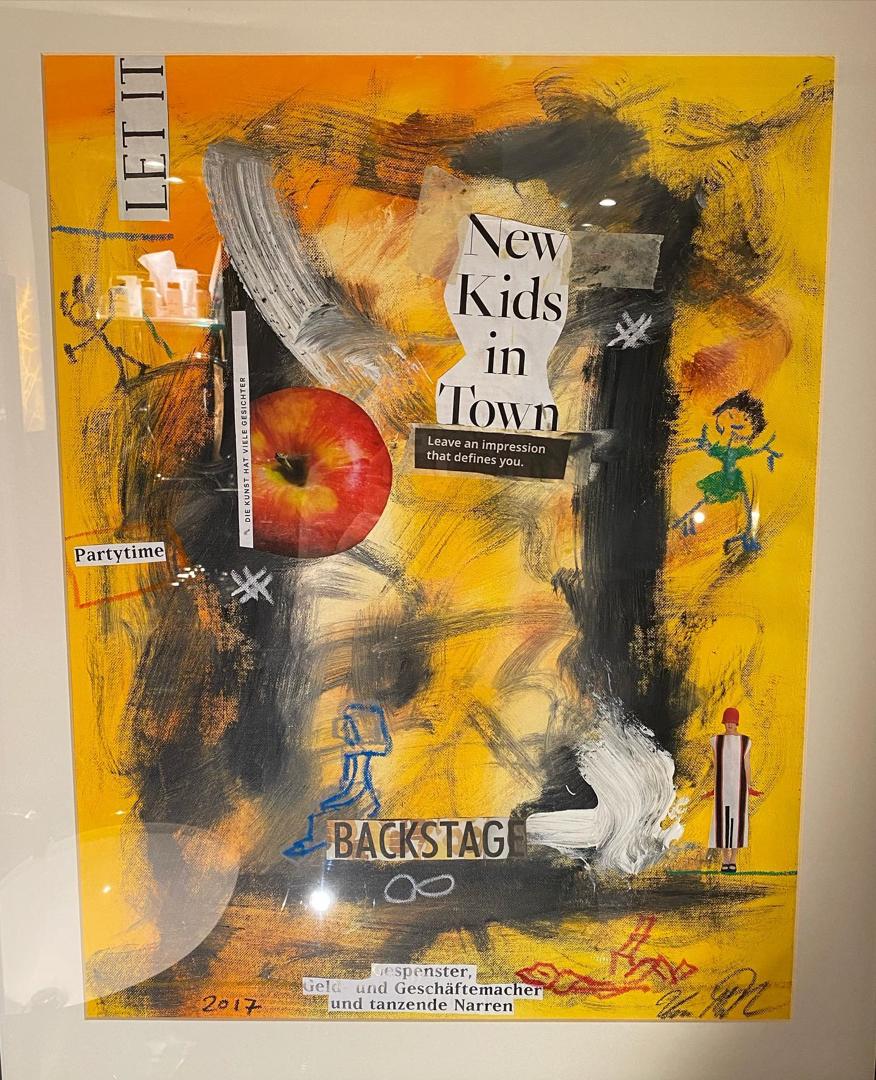 LET IT
New
Kids
in
Town
Leave an impression
that defines you.
DIE KUNST HAT VIELE GESICHTER
Partytime
BACKSTAGE
Gespenster,
Geld- und Geschäftemacher
und tanzende Narren
2017